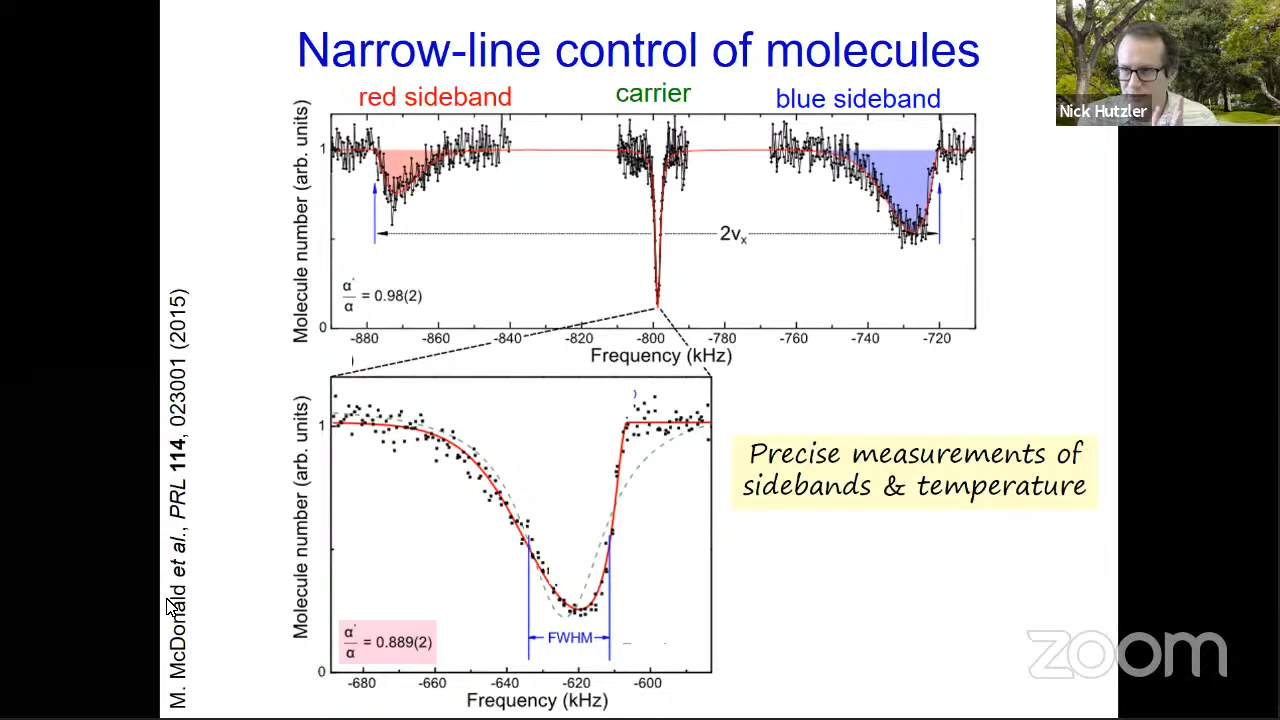 Narrow-line control of molecules
Nick Hutzler
red sideband
carrier
blue sideband
Molecule number (arb. units)
1
0
2νx
α'
α = 0.98(2)
-880 -860 -840 -820 -800 -780 -760 -740 -720
Frequency (kHz)
M. McDonald et al., PRL 114, 023001 (2015)
Molecule number (arb. units)
1
0
FWHM
α'
α = 0.889(2)
-680 -660 -640 -620 -600
Frequency (kHz)
Precise measurements of
sidebands & temperature
zoom